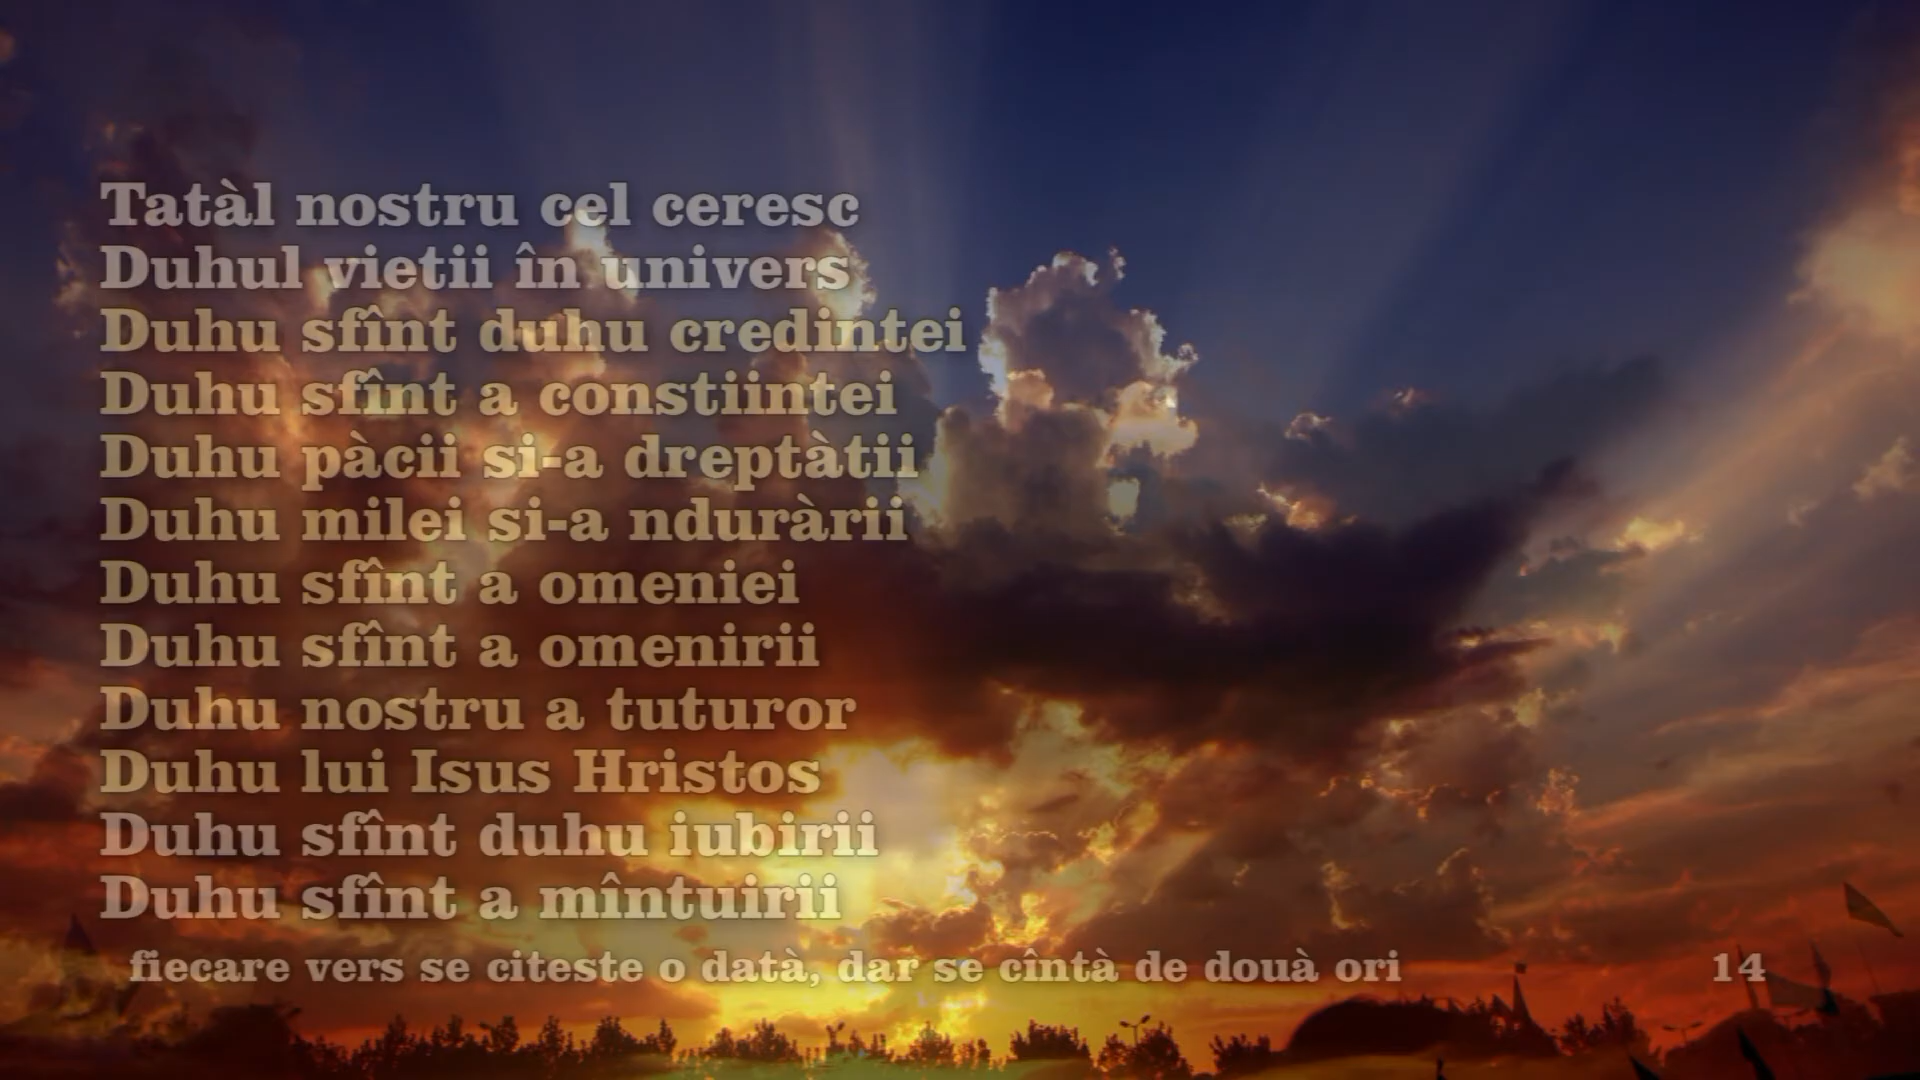 Tatàl nostru cel ceresc
Duhul vietii în univers
Duhu sfînt duhu credintei
Duhu sfînt a constiintei
Duhu pàcii si-a dreptàtii
Duhu milei si-a nduràrii
Duhu sfînt a omeniei
Duhu sfînt a omenirii
Duhu nostru a tuturor
Duhu lui Isus Hristos
Duhu sfînt duhu iubirii
Duhu sfînt a mîntuirii
fiecare vers se citeste o datà, dar se cîntà de douà ori 14